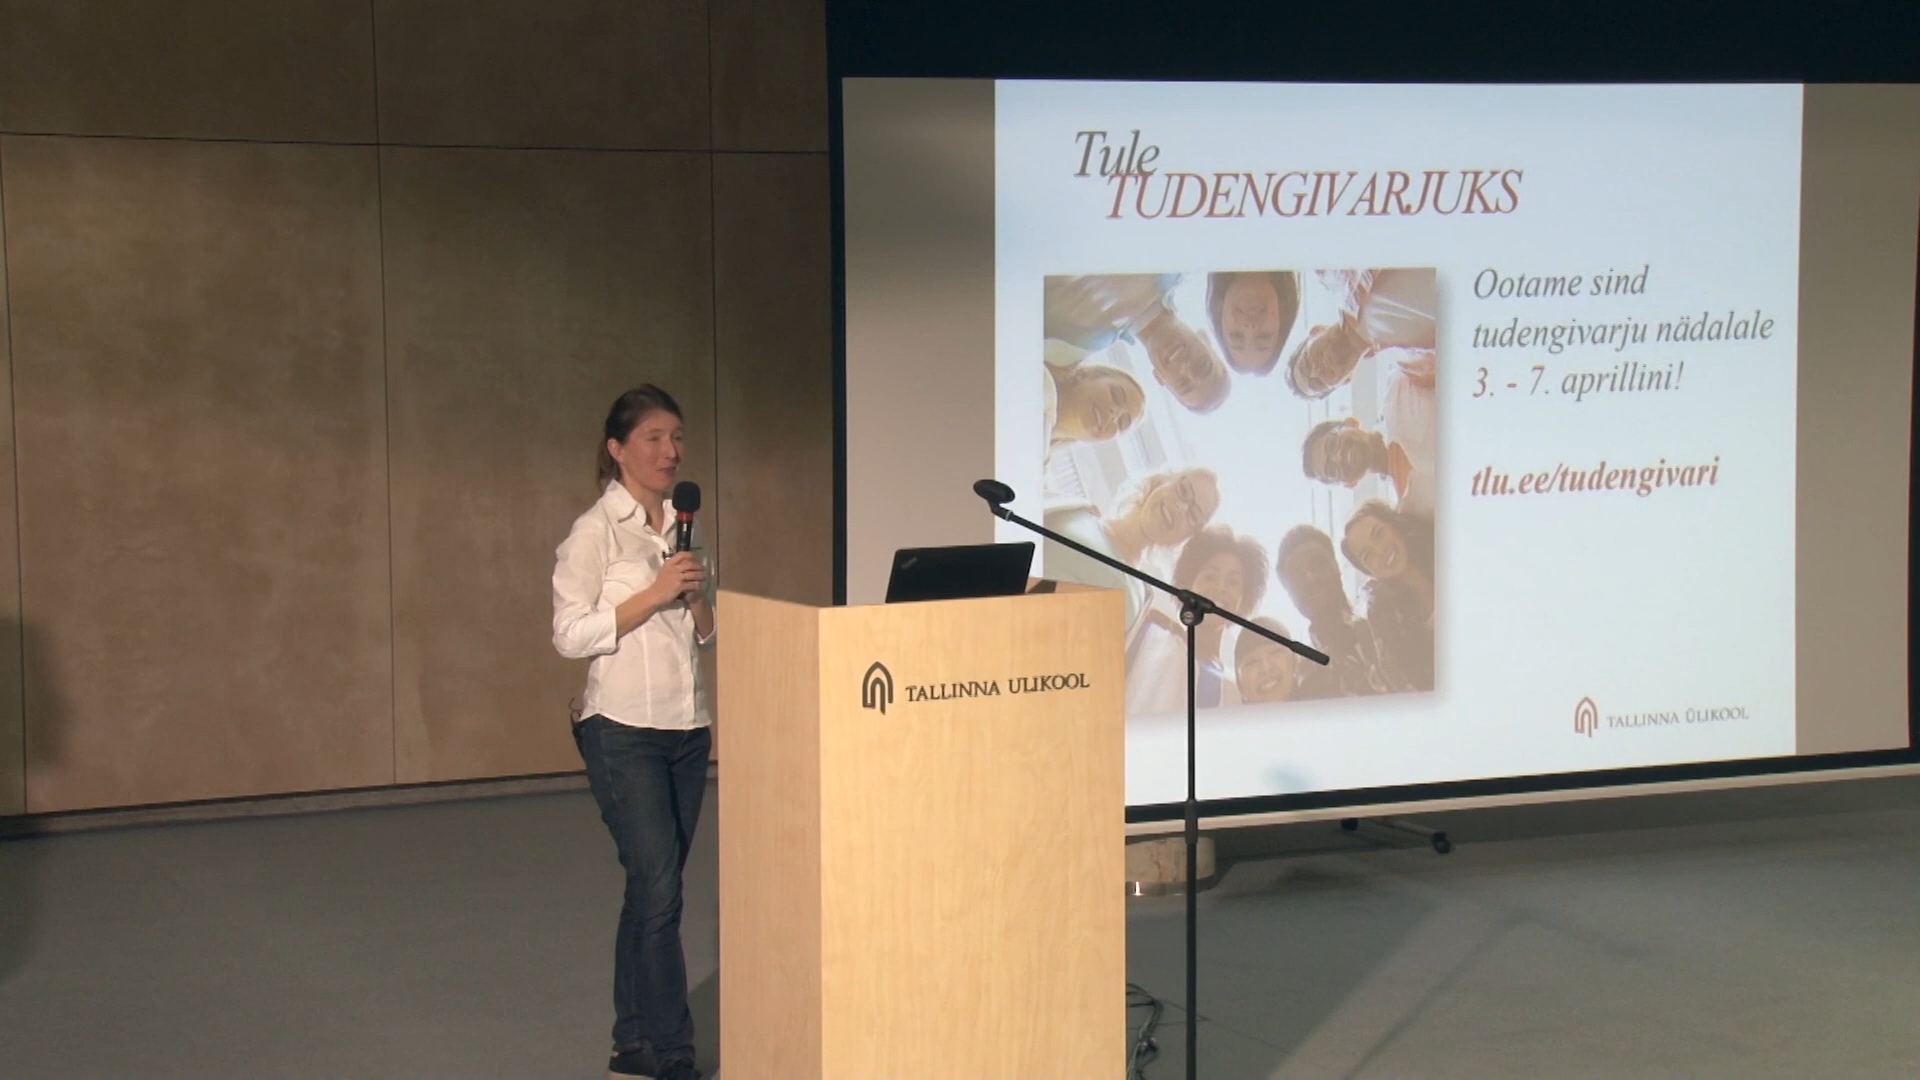 Tule
TUDENGIVARJUKS
Ootame sind
tudengivarju nädalale
3. - 7. aprillini!
tlu.ee/tudengivari
TALLINNA ÜLIKOOL
TALLINNA ULIKOOL